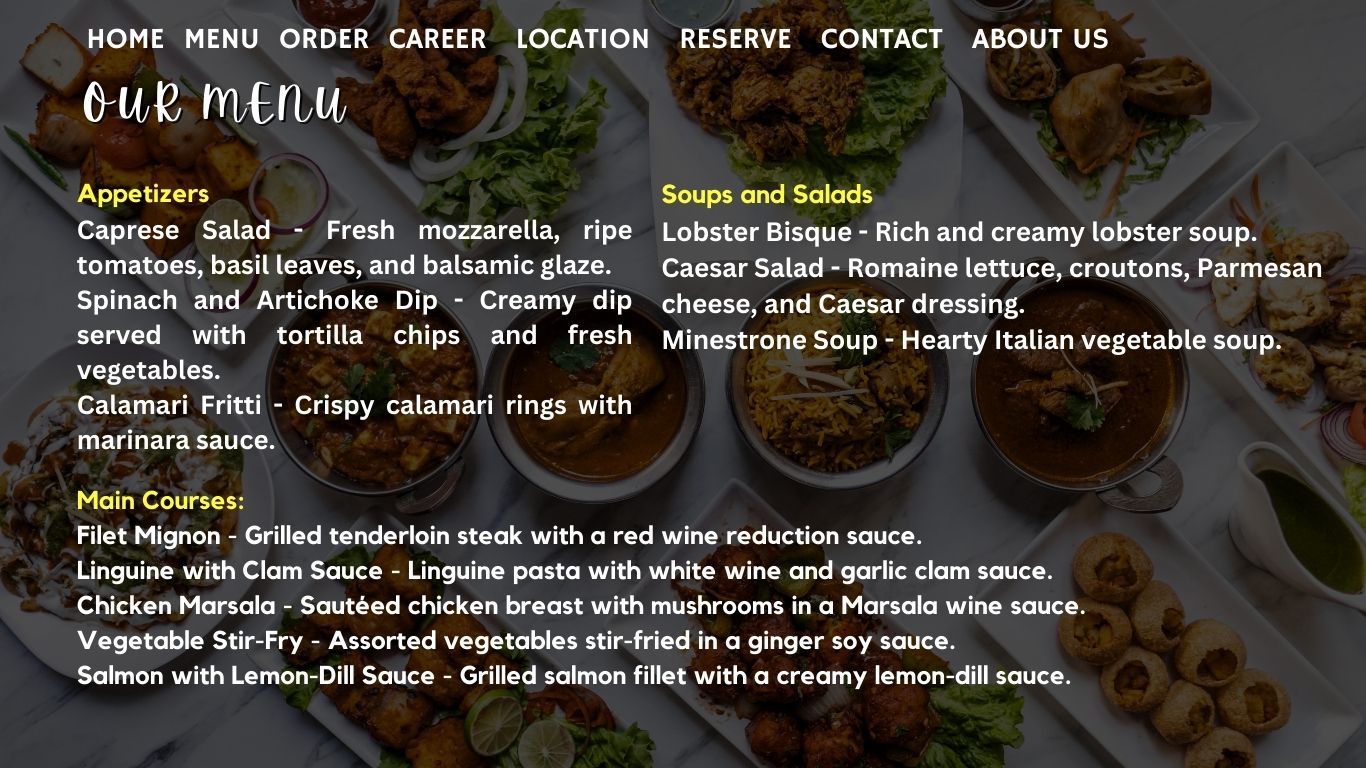 HOME MENU ORDER CAREER LOCATION RESERVE CONTACT ABOUT US
OUR MENU
Appetizers
Caprese Salad - Fresh mozzarella, ripe
tomatoes, basil leaves, and balsamic glaze.
Spinach and Artichoke Dip - Creamy dip
served with tortilla chips and fresh
vegetables.
Calamari Fritti - Crispy calamari rings with
marinara sauce.
Soups and Salads
Lobster Bisque - Rich and creamy lobster soup.
Caesar Salad - Romaine lettuce, croutons, Parmesan
cheese, and Caesar dressing.
Minestrone Soup - Hearty Italian vegetable soup.
Main Courses:
Filet Mignon - Grilled tenderloin steak with a red wine reduction sauce.
Linguine with Clam Sauce - Linguine pasta with white wine and garlic clam sauce.
Chicken Marsala - Sautéed chicken breast with mushrooms in a Marsala wine sauce.
Vegetable Stir-Fry - Assorted vegetables stir-fried in a ginger soy sauce.
Salmon with Lemon-Dill Sauce - Grilled salmon fillet with a creamy lemon-dill sauce.